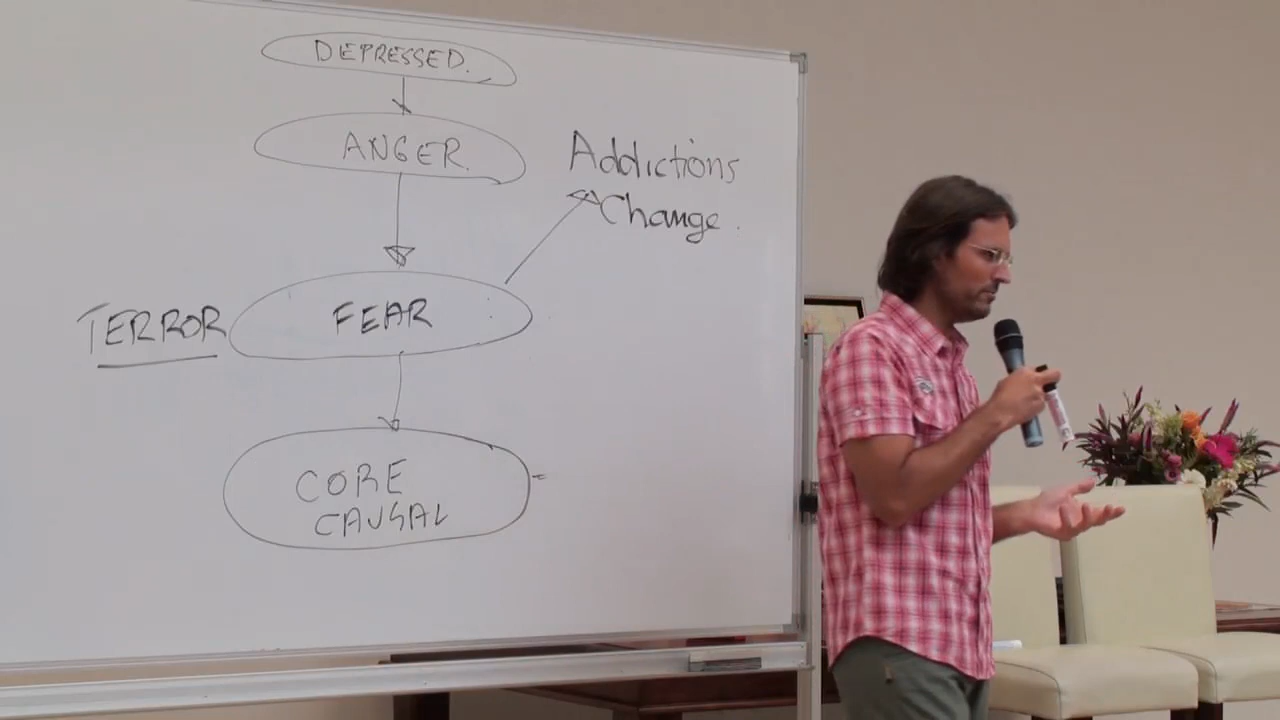 DEPRESSED.
ANGER.
Addictions
Change.
TERROR
FEAR
CORE
CAUSAL
=